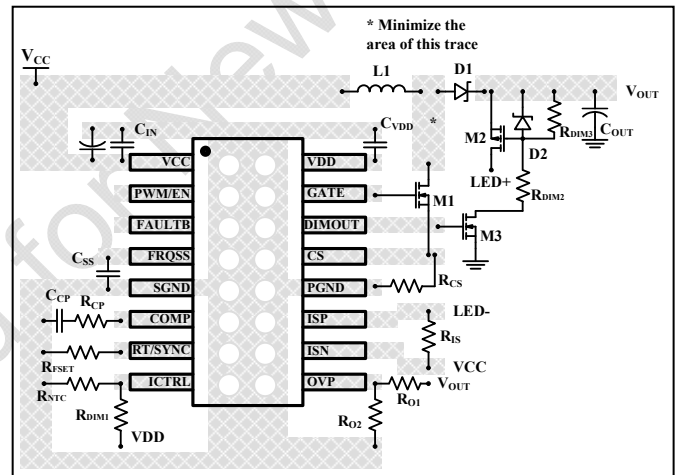 * Minimize the
area of this trace
VCC
L1
D1
VOUT
*
CIN
CVDD
M2
D2
RDIM3
COUT
LED+
RDIM2
VCC
VDD
PWM/EN
GATE
M1
FAULTB
DIMOUT
M3
CSS
FRQSS
CS
SGND
PGND
RCS
CCP
RCP
COMP
ISP
LED-
RIS
RFSET
RT/SYNC
ISN
VCC
RNTC
ICTRL
OVP
RO1
VOUT
RDIM1
VDD
RO2
for New